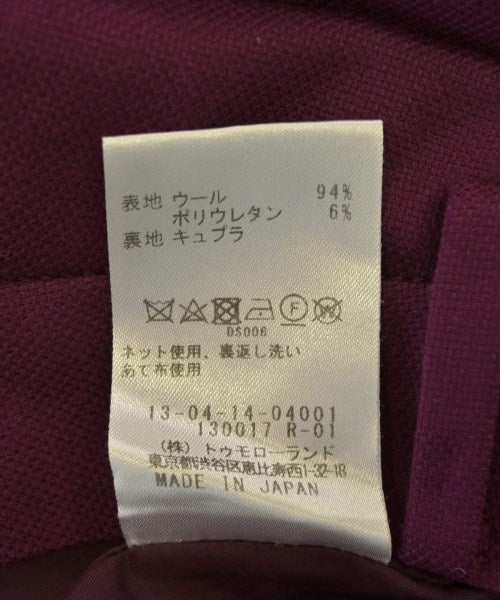 表地 ウール 94%
ポリウレタン 6%
裏地 キュプラ
F W
DS006
ネット使用、裏返し洗い
あて布使用
13-04-14-04001
130017 R-01
(株) トゥモローランド
東京都渋谷区恵比寿西1-32-18
MADE IN JAPAN